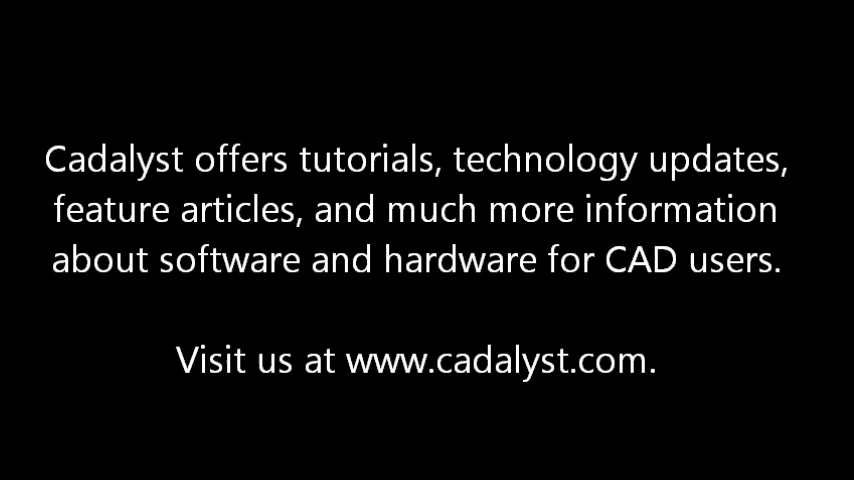 Cadalyst offers tutorials, technology updates,
feature articles, and much more information
about software and hardware for CAD users.
Visit us at www.cadalyst.com.